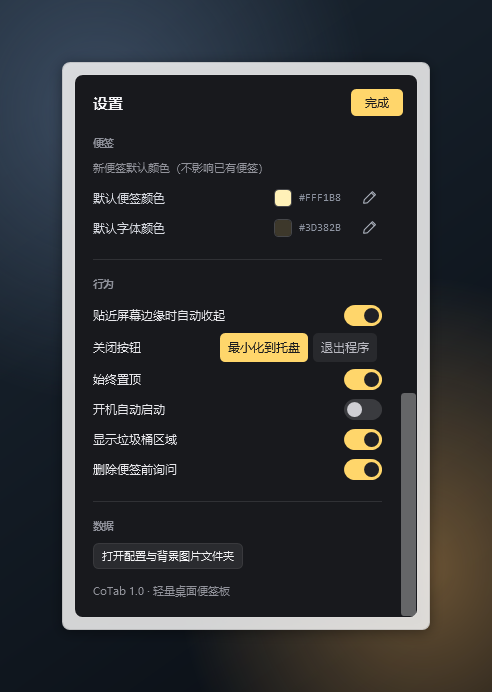 设置
完成
便签
新便签默认颜色（不影响已有便签）
默认便签颜色 #FFF1B8
默认字体颜色 #3D382B
行为
贴近屏幕边缘时自动收起
关闭按钮 最小化到托盘 退出程序
始终置顶
开机自动启动
显示垃圾桶区域
删除便签前询问
数据
打开配置与背景图片文件夹
CoTab 1.0 · 轻量桌面便签板